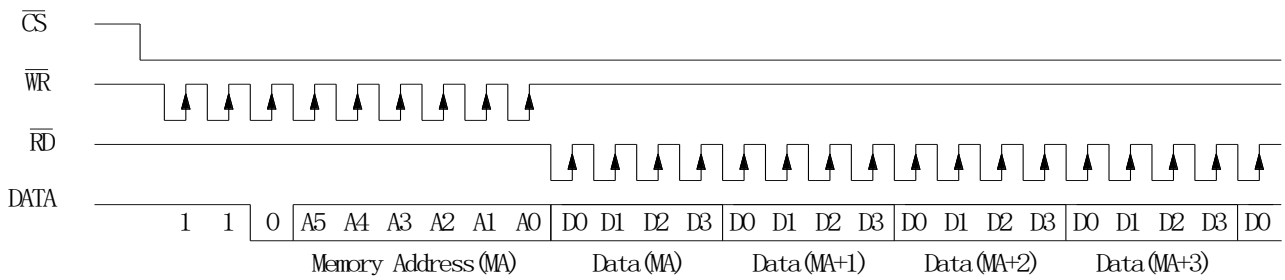 CS
WR
RD
DATA
1 1 0 A5 A4 A3 A2 A1 A0 D0 D1 D2 D3 D0 D1 D2 D3 D0 D1 D2 D3 D0 D1 D2 D3 D0
Memory Address(MA) Data(MA) Data(MA+1) Data(MA+2) Data(MA+3)